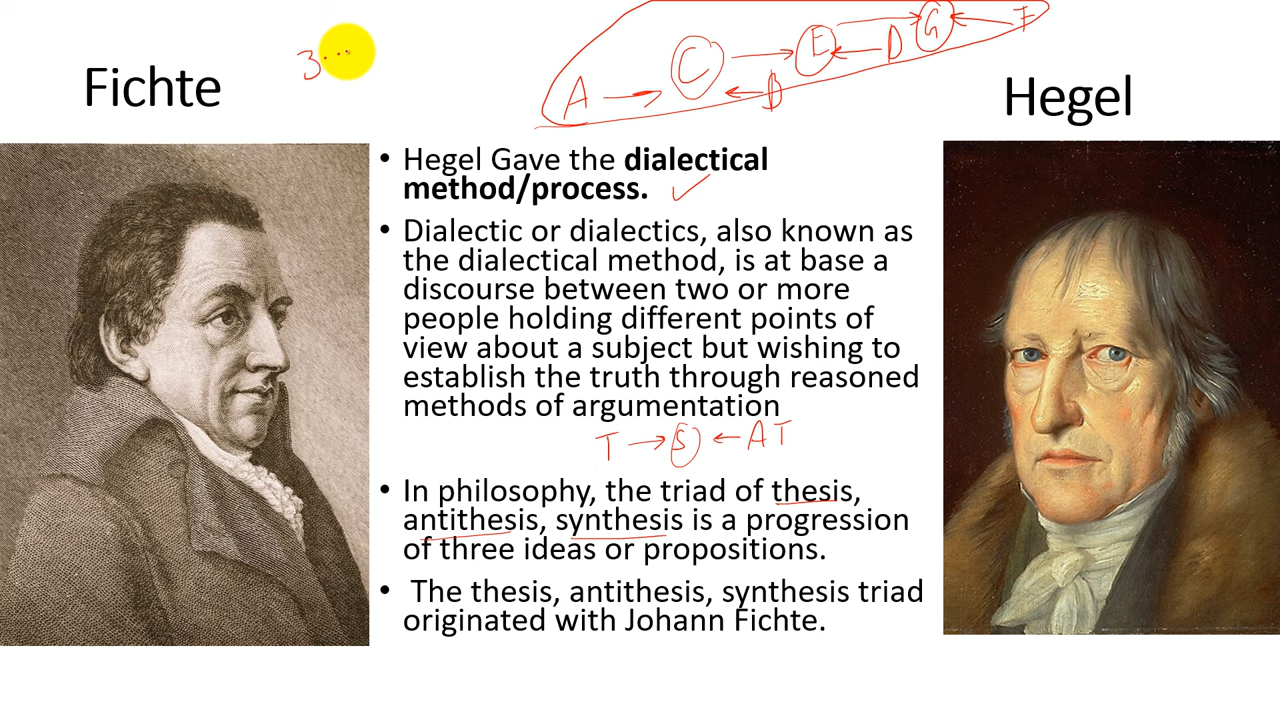 Fichte
3...
A → C ← B
→ E ← D
→ G ← F
Hegel
• Hegel Gave the dialectical
method/process.
• Dialectic or dialectics, also known as
the dialectical method, is at base a
discourse between two or more
people holding different points of
view about a subject but wishing to
establish the truth through reasoned
methods of argumentation
T → S ← AT
• In philosophy, the triad of thesis,
antithesis, synthesis is a progression
of three ideas or propositions.
• The thesis, antithesis, synthesis triad
originated with Johann Fichte.